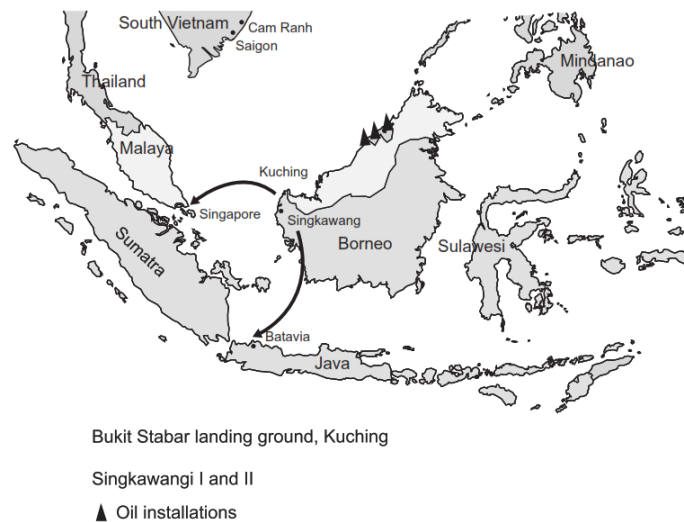 South Vietnam
Cam Ranh
Saigon
Mindanao
Thailand
Malaya
Kuching
Singapore
Singkawang
Sumatra
Borneo
Sulawesi
Batavia
Java
Bukit Stabar landing ground, Kuching
Singkawangi I and II
Oil installations